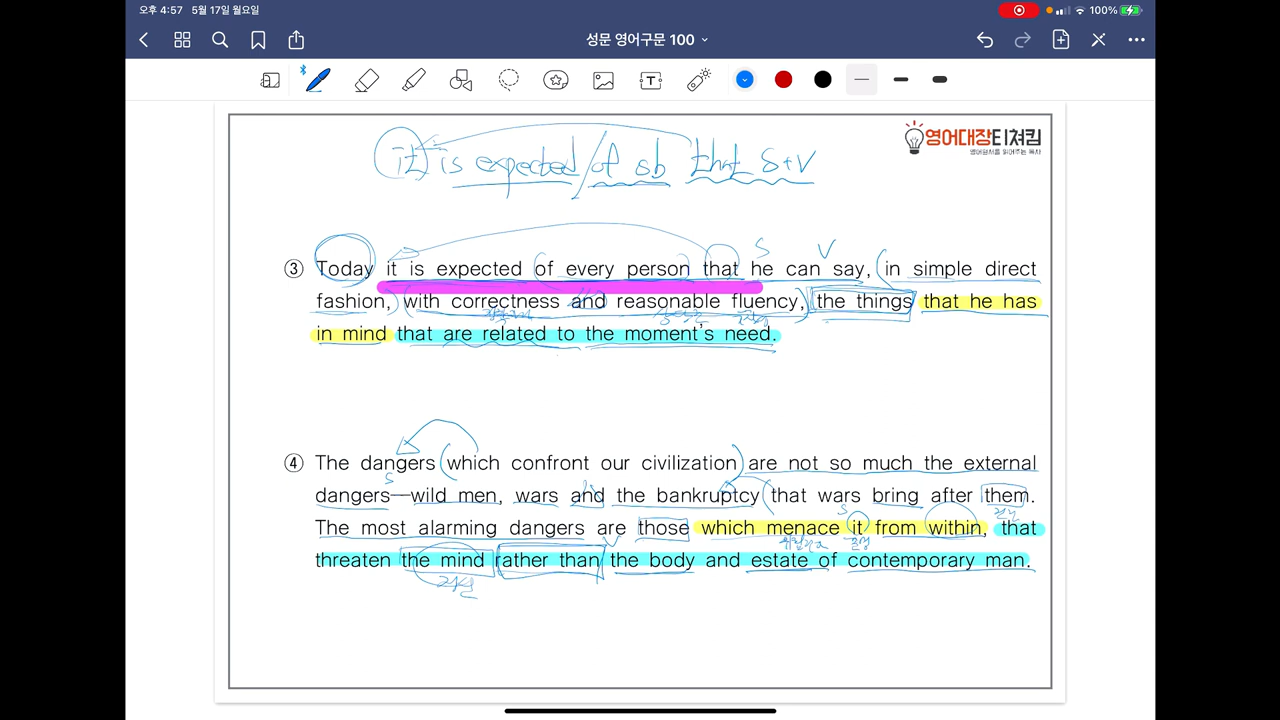 오후 4:57 5월 17일 월요일
100%
성문 영어구문 100
영어대장티쳐킴
it is expected / of sb that S+V
S V
③ Today it is expected of every person that he can say, in simple direct
fashion, with correctness and reasonable fluency, the things that he has
in mind that are related to the moment's need.
④ The dangers which confront our civilization are not so much the external
S
dangers—wild men, wars and the bankruptcy that wars bring after them.
S
The most alarming dangers are those which menace it from within, that
V
threaten the mind rather than the body and estate of contemporary man.